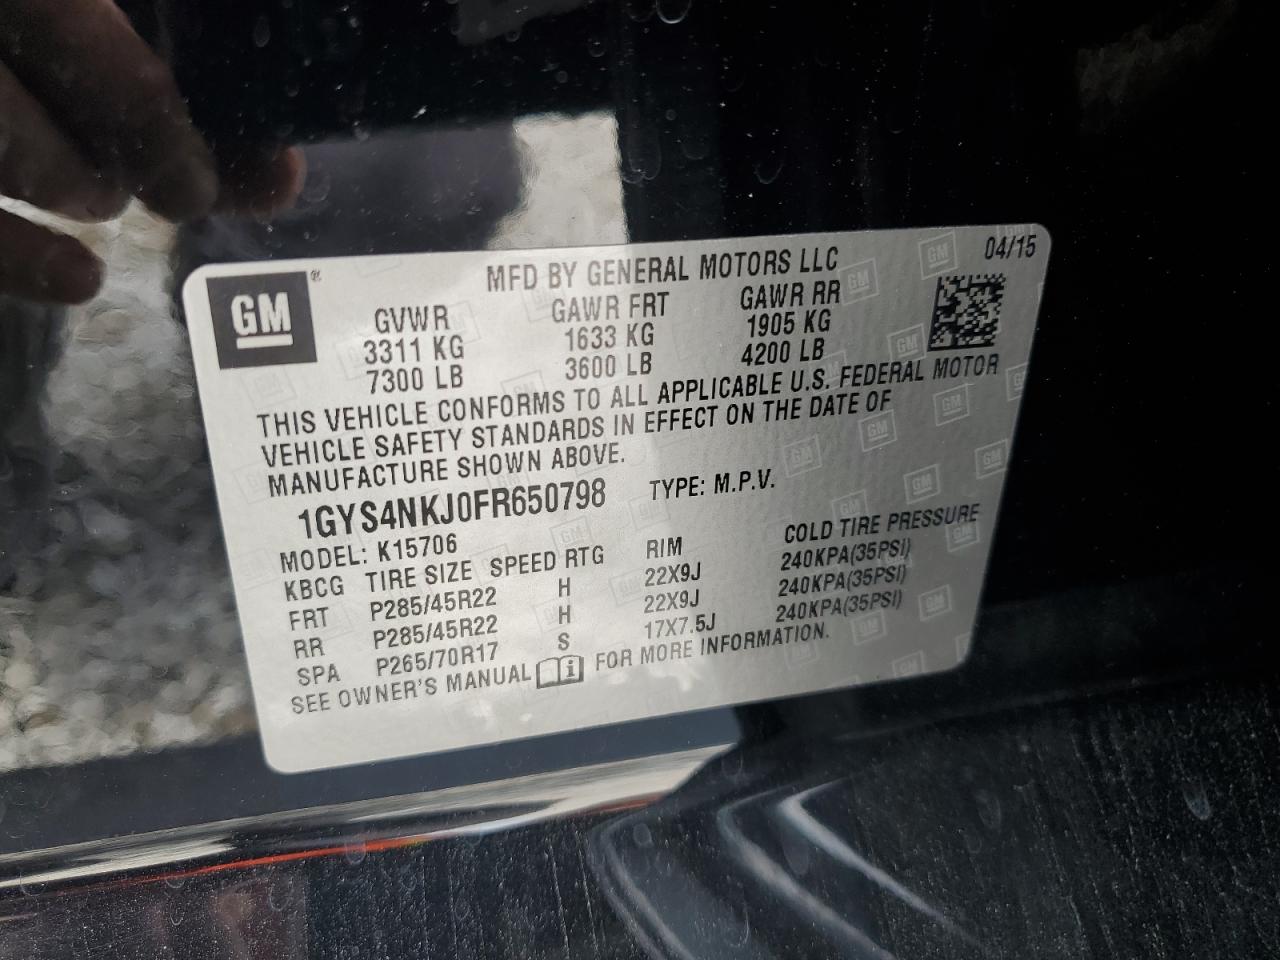 GM ®
MFD BY GENERAL MOTORS LLC 04/15
GVWR GAWR FRT GAWR RR
3311 KG 1633 KG 1905 KG
7300 LB 3600 LB 4200 LB
THIS VEHICLE CONFORMS TO ALL APPLICABLE U.S. FEDERAL MOTOR
VEHICLE SAFETY STANDARDS IN EFFECT ON THE DATE OF
MANUFACTURE SHOWN ABOVE.
1GYS4NKJ0FR650798 TYPE: M.P.V.
MODEL: K15706
KBCG TIRE SIZE SPEED RTG RIM COLD TIRE PRESSURE
FRT P285/45R22 H 22X9J 240KPA(35PSI)
RR P285/45R22 H 22X9J 240KPA(35PSI)
SPA P265/70R17 S 17X7.5J 240KPA(35PSI)
SEE OWNER'S MANUAL FOR MORE INFORMATION.